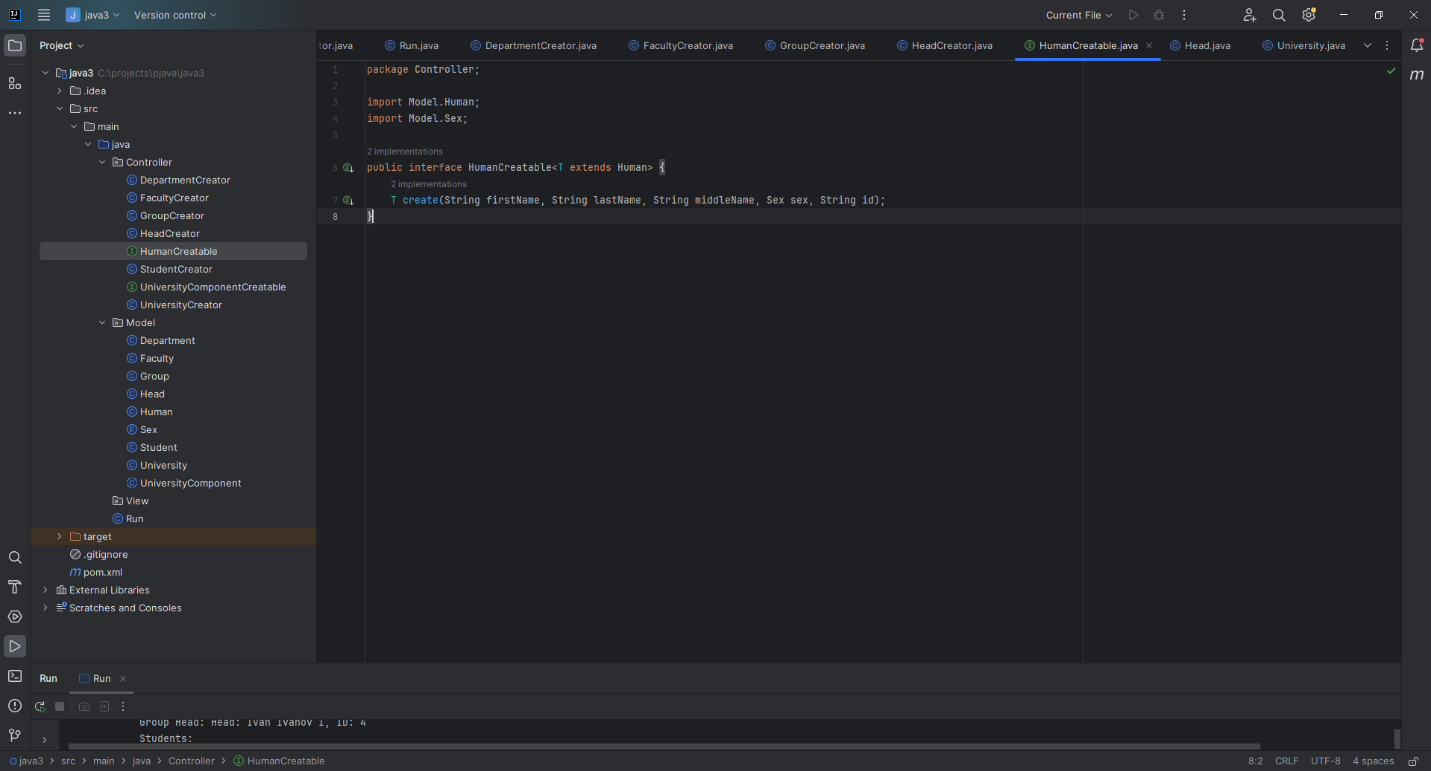 J java3 Version control Current File
Project
tor.java Run.java DepartmentCreator.java FacultyCreator.java GroupCreator.java HeadCreator.java HumanCreatable.java Head.java University.java
java3 C:\projects\pjava\java3
.idea
src
main
java
Controller
DepartmentCreator
FacultyCreator
GroupCreator
HeadCreator
HumanCreatable
StudentCreator
UniversityComponentCreatable
UniversityCreator
Model
Department
Faculty
Group
Head
Human
Sex
Student
University
UniversityComponent
View
Run
target
.gitignore
pom.xml
External Libraries
Scratches and Consoles
1 package Controller;
2
3 import Model.Human;
4 import Model.Sex;
5
2 implementations
6 public interface HumanCreatable<T extends Human> {
2 implementations
7 T create(String firstName, String lastName, String middleName, Sex sex, String id);
8 }
Run Run
Group Head: Head: Ivan Ivanov I, ID: 4
Students:
java3 > src > main > java > Controller > HumanCreatable 8:2 CRLF UTF-8 4 spaces